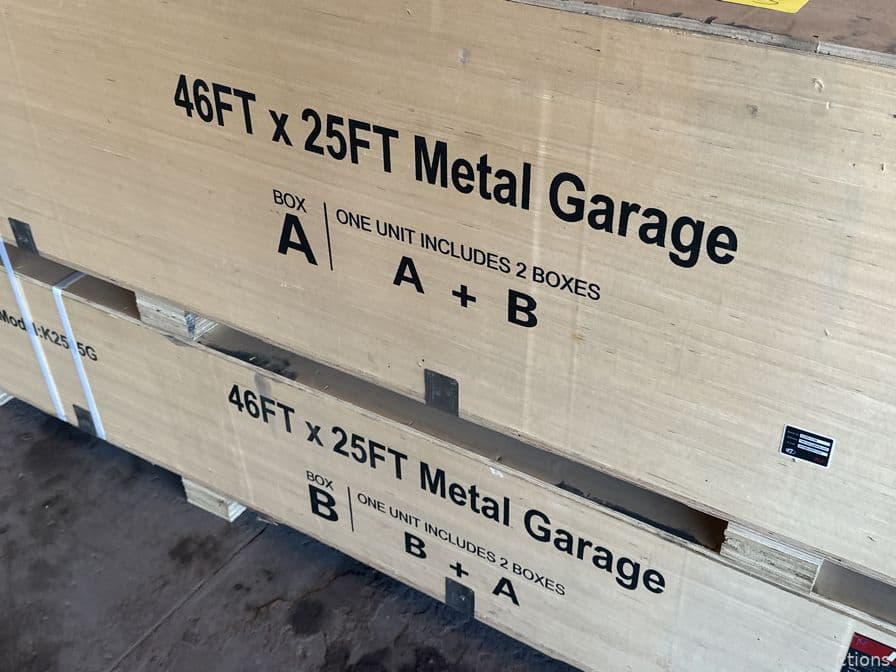 46FT x 25FT Metal Garage
BOX
A
ONE UNIT INCLUDES 2 BOXES
A + B
46FT x 25FT Metal Garage
BOX
B
ONE UNIT INCLUDES 2 BOXES
B + A